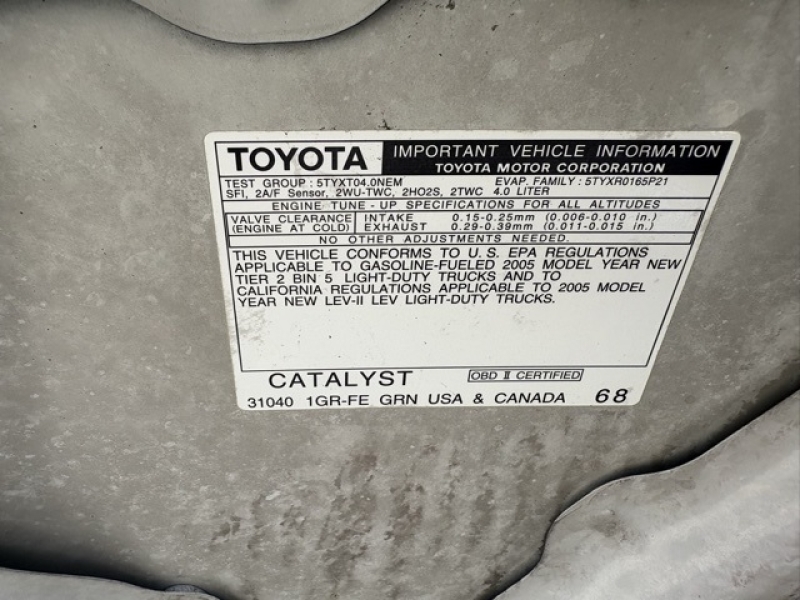 TOYOTA
IMPORTANT VEHICLE INFORMATION
TOYOTA MOTOR CORPORATION
TEST GROUP : 5TYXT04.0NEM EVAP. FAMILY : 5TYXR0165P21
SFI, 2A/F Sensor, 2WU-TWC, 2HO2S, 2TWC 4.0 LITER
ENGINE TUNE - UP SPECIFICATIONS FOR ALL ALTITUDES
VALVE CLEARANCE INTAKE 0.15-0.25mm (0.006-0.010 in.)
(ENGINE AT COLD) EXHAUST 0.29-0.39mm (0.011-0.015 in.)
NO OTHER ADJUSTMENTS NEEDED.
THIS VEHICLE CONFORMS TO U.S. EPA REGULATIONS
APPLICABLE TO GASOLINE-FUELED 2005 MODEL YEAR NEW
TIER 2 BIN 5 LIGHT-DUTY TRUCKS AND TO
CALIFORNIA REGULATIONS APPLICABLE TO 2005 MODEL
YEAR NEW LEV-II LEV LIGHT-DUTY TRUCKS.
CATALYST OBD II CERTIFIED
31040 1GR-FE GRN USA & CANADA 68